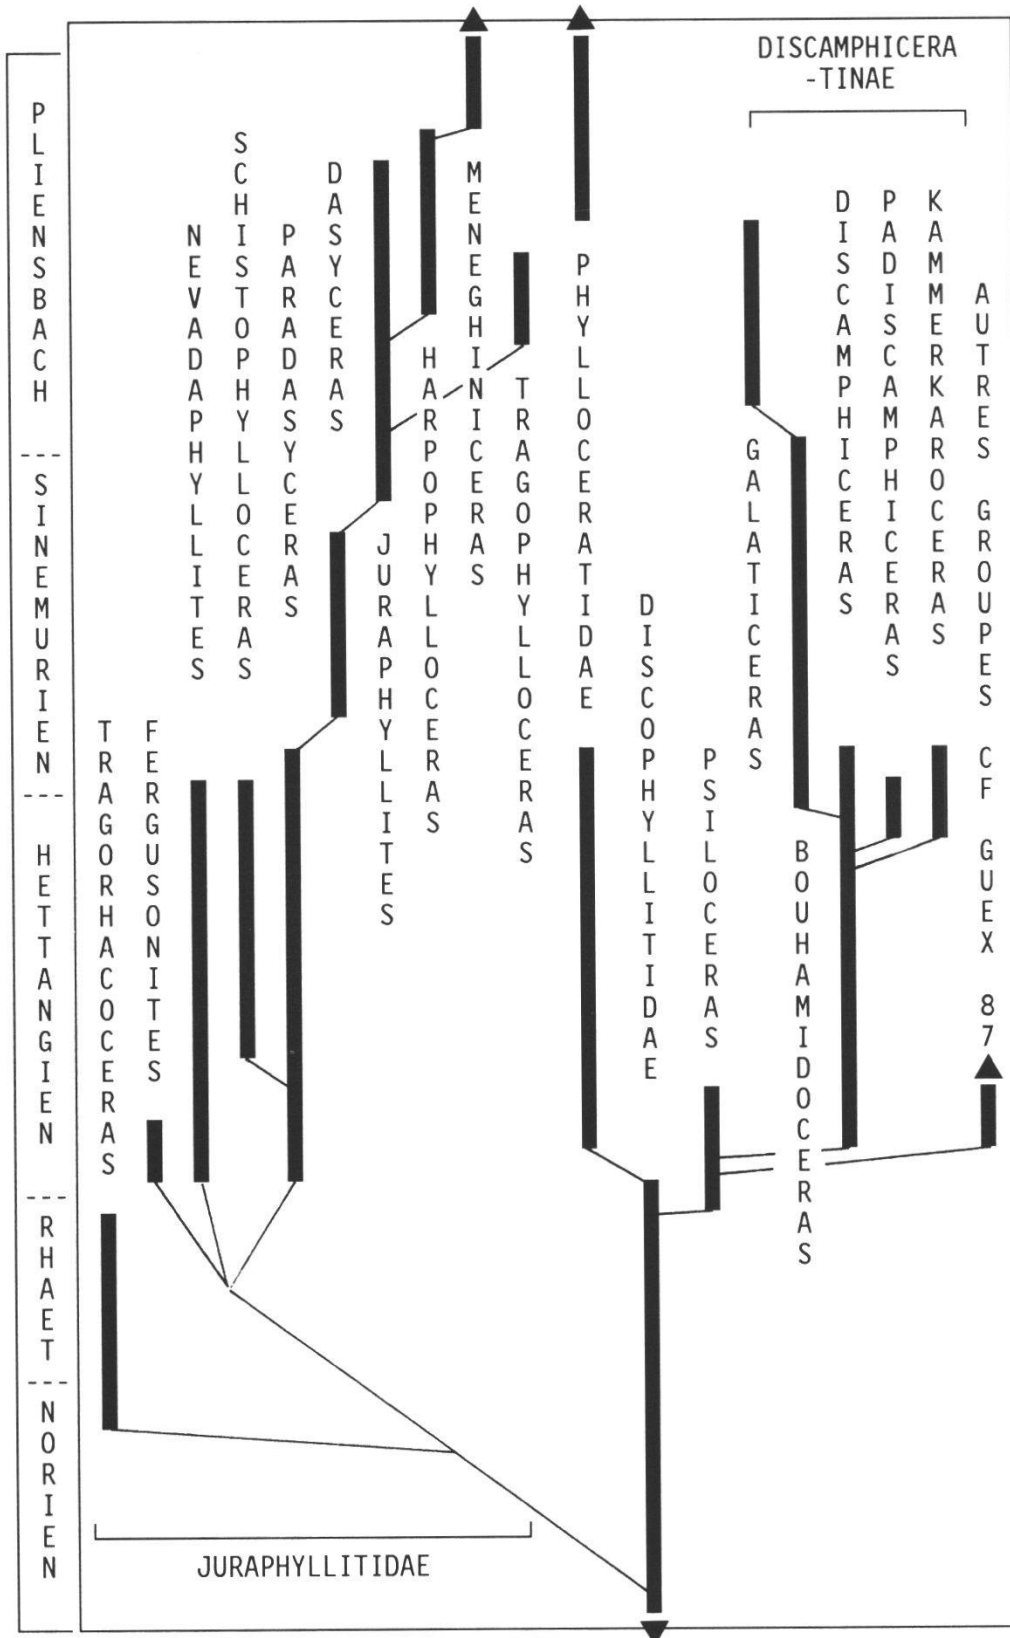 DISCAMPHICERA
-TINAE
PLIENSBACH
SINEMURIEN
HETTANGIEN
RHAET
NORIEN
TRAGORHACOCERAS
FERGUSONITES
NEVADAPHYLLITES
SCHISTOPHYLLOCERAS
PARADASYCERAS
DASYCERAS
JURAPHYLLITES
HARPOPHYLLOCERAS
MENEGHINICERAS
TRAGOPHYLLOCERAS
PHYLLOCERATIDAE
DISCOPHYLLITIDAE
PSILOCERAS
GALATICERAS
BOUHAMIDOCERAS
DISCAMPHICERAS
PADISCAMPHICERAS
KAMMERKAROCERAS
AUTRES GROUPES CF GUEX 87
JURAPHYLLITIDAE